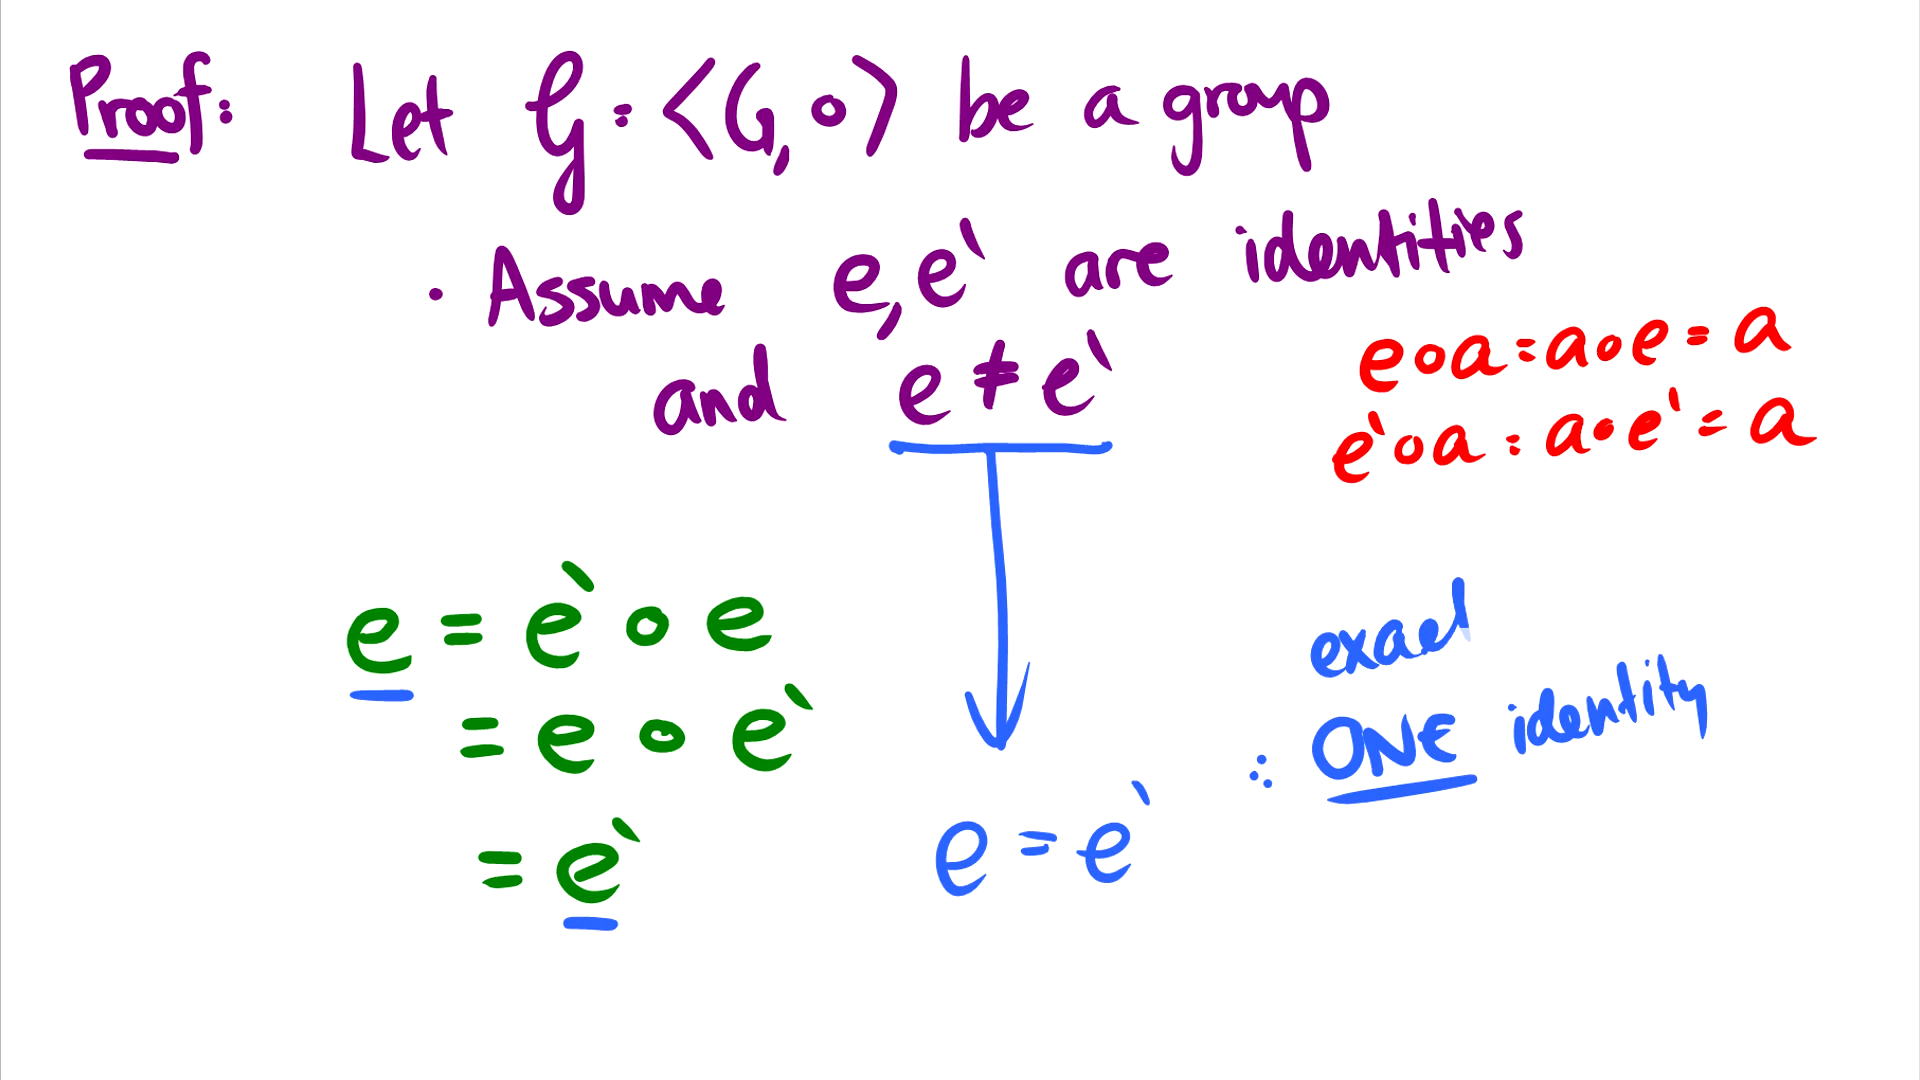 Proof: Let 𝒢 = <G, ∘> be a group
· Assume e, e` are identities
and e ≠ e`
e∘a = a∘e = a
e`∘a = a∘e` = a
e = e` ∘ e
= e ∘ e`
= e`
e = e`
exact
∴ ONE identity